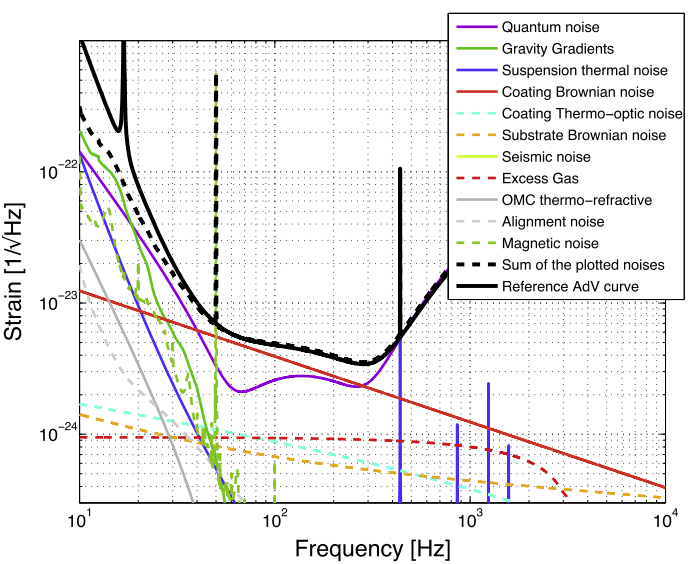 Quantum noise
Gravity Gradients
Suspension thermal noise
Coating Brownian noise
Coating Thermo−optic noise
Substrate Brownian noise
Seismic noise
Excess Gas
OMC thermo−refractive
Alignment noise
Magnetic noise
Sum of the plotted noises
Reference AdV curve
Strain [1/√Hz]
10⁻²²
10⁻²³
10⁻²⁴
10¹ 10² 10³ 10⁴
Frequency [Hz]